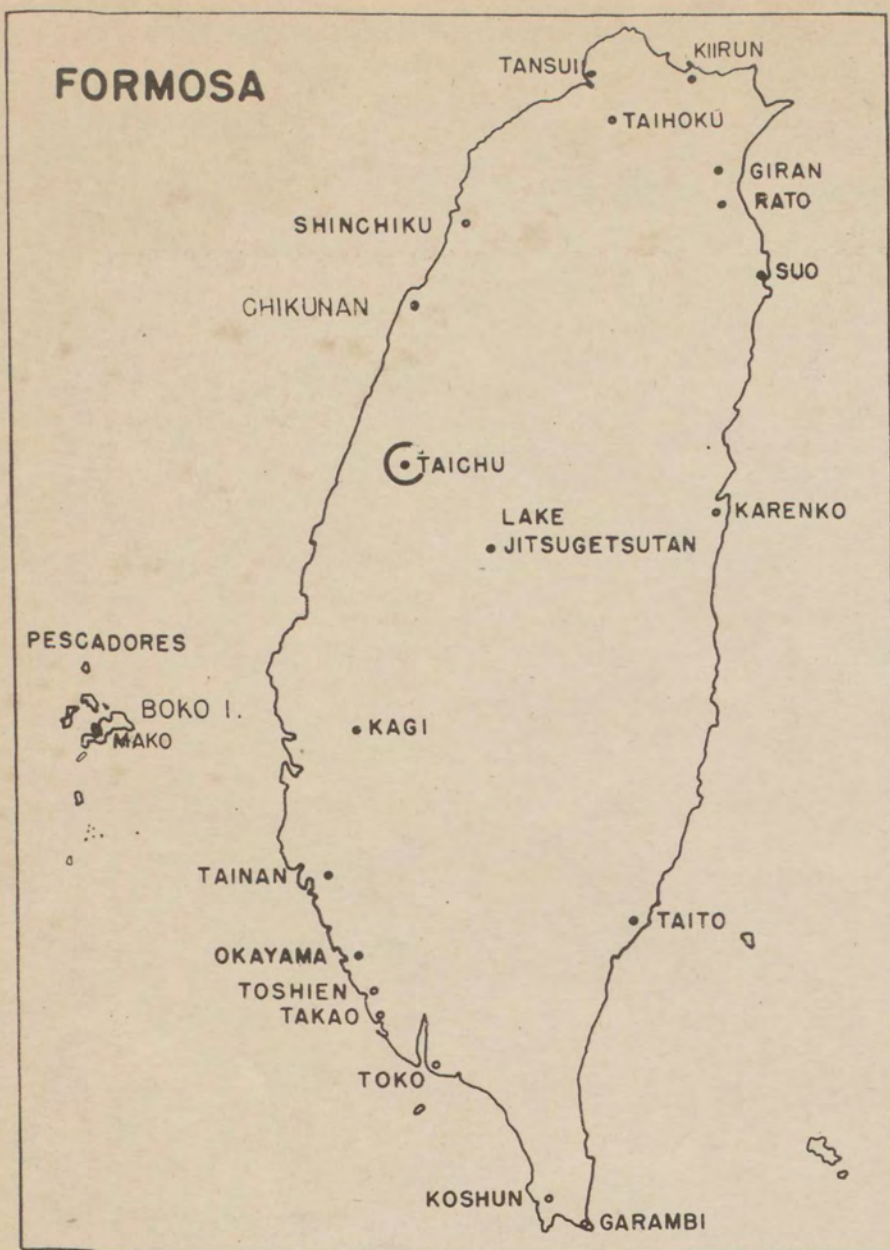 FORMOSA
KIIRUN
TANSUI
TAIHOKU
GIRAN
RATO
SHINCHIKU
SUO
CHIKUNAN
TAICHU
LAKE
JITSUGETSUTAN
KARENKO
PESCADORES
BOKO I.
MAKO
KAGI
TAINAN
TAITO
OKAYAMA
TOSHIEN
TAKAO
TOKO
KOSHUN
GARAMBI